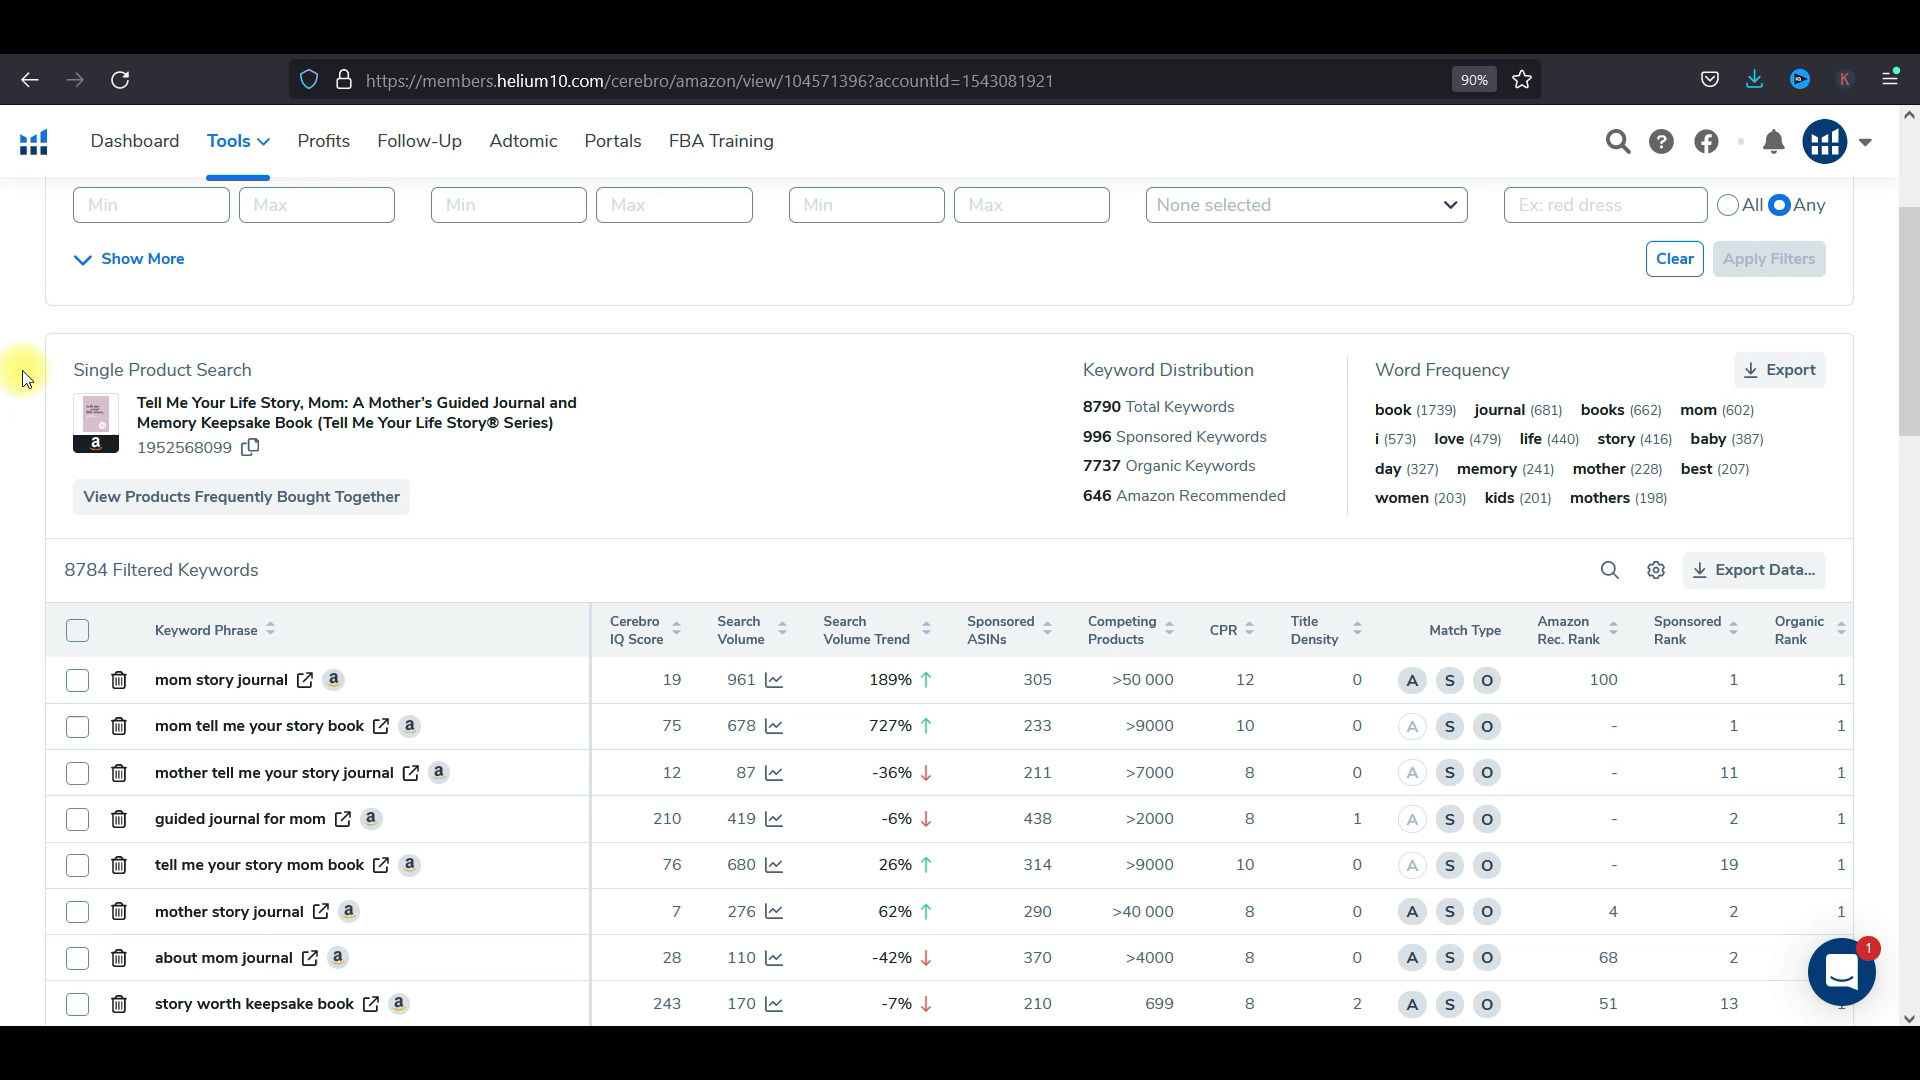 https://members.helium10.com/cerebro/amazon/view/104571396?accountId=1543081921
90%
K
Dashboard Tools Profits Follow-Up Adtomic Portals FBA Training
Min Max Min Max Min Max None selected Ex: red dress All Any
Show More Clear Apply Filters
Single Product Search
Tell Me Your Life Story, Mom: A Mother's Guided Journal and
Memory Keepsake Book (Tell Me Your Life Story® Series)
1952568099
View Products Frequently Bought Together
Keyword Distribution
8790 Total Keywords
996 Sponsored Keywords
7737 Organic Keywords
646 Amazon Recommended
Word Frequency Export
book (1739) journal (681) books (662) mom (602)
i (573) love (479) life (440) story (416) baby (387)
day (327) memory (241) mother (228) best (207)
women (203) kids (201) mothers (198)
8784 Filtered Keywords Export Data...
Keyword Phrase Cerebro IQ Score Search Volume Search Volume Trend Sponsored ASINs Competing Products CPR Title Density Match Type Amazon Rec. Rank Sponsored Rank Organic Rank
mom story journal a 19 961 189% 305 >50 000 12 0 A S O 100 1 1
mom tell me your story book a 75 678 727% 233 >9000 10 0 A S O - 1 1
mother tell me your story journal a 12 87 -36% 211 >7000 8 0 A S O - 11 1
guided journal for mom a 210 419 -6% 438 >2000 8 1 A S O - 2 1
tell me your story mom book a 76 680 26% 314 >9000 10 0 A S O - 19 1
mother story journal a 7 276 62% 290 >40 000 8 0 A S O 4 2 1
about mom journal a 28 110 -42% 370 >4000 8 0 A S O 68 2
story worth keepsake book a 243 170 -7% 210 699 8 2 A S O 51 13
1